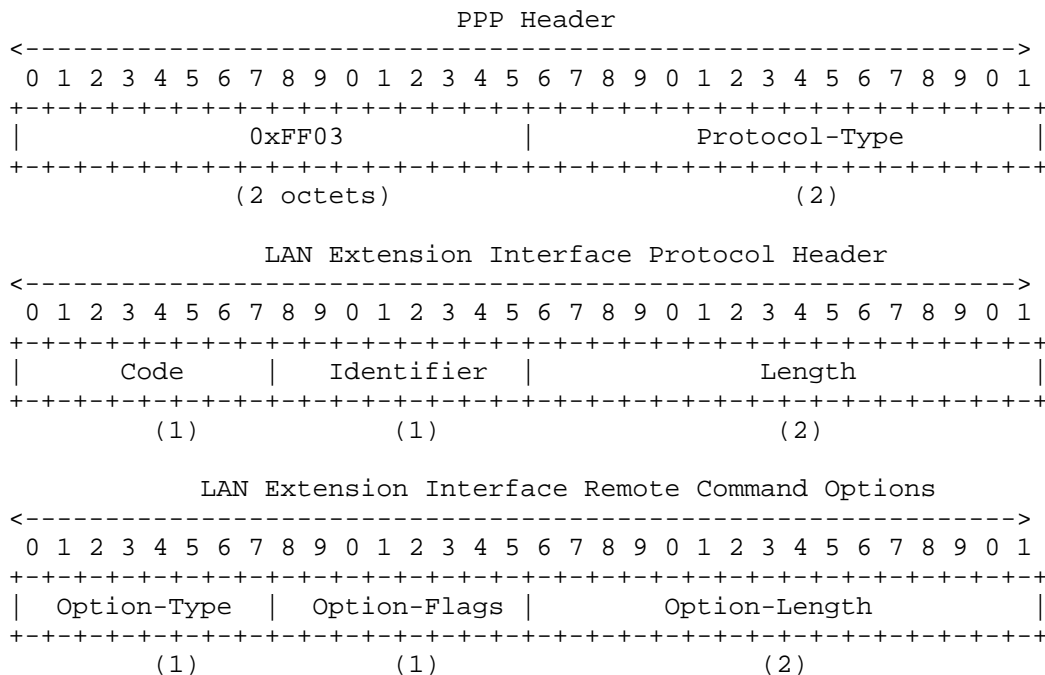 PPP Header
<--------------------------------------------------------------->
 0 1 2 3 4 5 6 7 8 9 0 1 2 3 4 5 6 7 8 9 0 1 2 3 4 5 6 7 8 9 0 1
+-+-+-+-+-+-+-+-+-+-+-+-+-+-+-+-+-+-+-+-+-+-+-+-+-+-+-+-+-+-+-+-+
|             0xFF03            |          Protocol-Type        |
+-+-+-+-+-+-+-+-+-+-+-+-+-+-+-+-+-+-+-+-+-+-+-+-+-+-+-+-+-+-+-+-+
              (2 octets)                         (2)
LAN Extension Interface Protocol Header
<--------------------------------------------------------------->
 0 1 2 3 4 5 6 7 8 9 0 1 2 3 4 5 6 7 8 9 0 1 2 3 4 5 6 7 8 9 0 1
+-+-+-+-+-+-+-+-+-+-+-+-+-+-+-+-+-+-+-+-+-+-+-+-+-+-+-+-+-+-+-+-+
|      Code     |   Identifier  |              Length           |
+-+-+-+-+-+-+-+-+-+-+-+-+-+-+-+-+-+-+-+-+-+-+-+-+-+-+-+-+-+-+-+-+
         (1)            (1)                     (2)
LAN Extension Interface Remote Command Options
<--------------------------------------------------------------->
 0 1 2 3 4 5 6 7 8 9 0 1 2 3 4 5 6 7 8 9 0 1 2 3 4 5 6 7 8 9 0 1
+-+-+-+-+-+-+-+-+-+-+-+-+-+-+-+-+-+-+-+-+-+-+-+-+-+-+-+-+-+-+-+-+
|  Option-Type  |  Option-Flags |        Option-Length          |
+-+-+-+-+-+-+-+-+-+-+-+-+-+-+-+-+-+-+-+-+-+-+-+-+-+-+-+-+-+-+-+-+
         (1)            (1)                    (2)